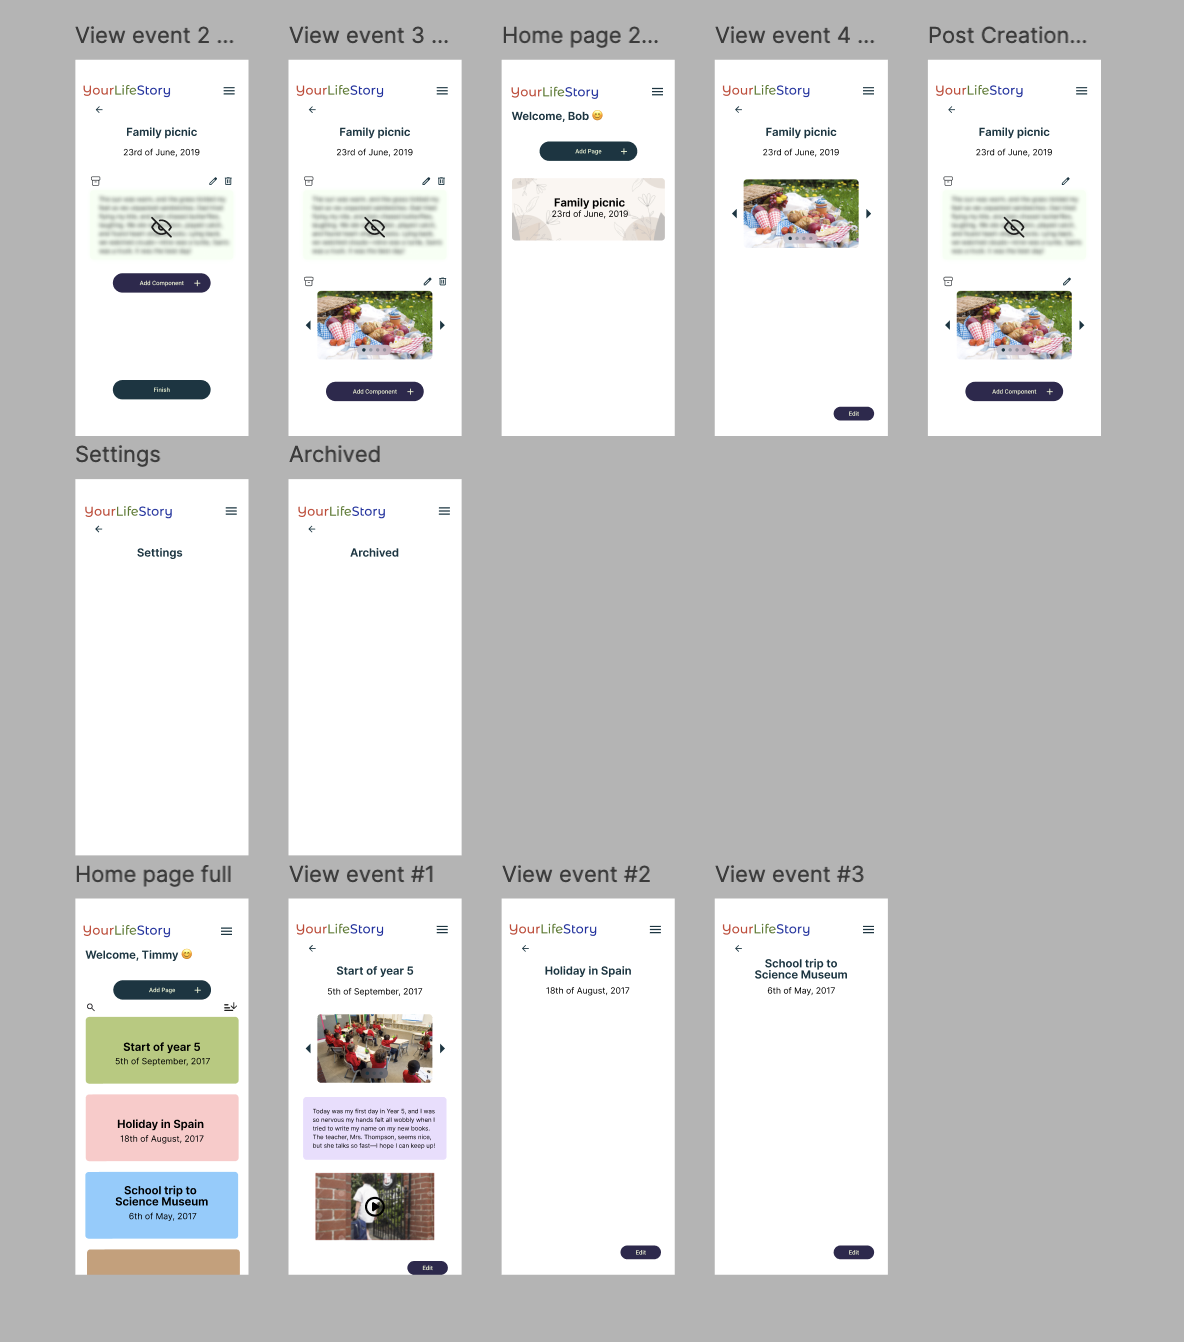 View event 2 ...
View event 3 ...
Home page 2...
View event 4 ...
Post Creation...
YourLifeStory
Family picnic
23rd of June, 2019
Add Component +
Finish
YourLifeStory
Family picnic
23rd of June, 2019
Add Component +
YourLifeStory
Welcome, Bob 😊
Add Page +
Family picnic
23rd of June, 2019
YourLifeStory
Family picnic
23rd of June, 2019
Edit
YourLifeStory
Family picnic
23rd of June, 2019
Add Component +
Settings
Archived
YourLifeStory
Settings
YourLifeStory
Archived
Home page full
View event #1
View event #2
View event #3
YourLifeStory
Welcome, Timmy 😊
Add Page +
Start of year 5
5th of September, 2017
Holiday in Spain
18th of August, 2017
School trip to
Science Museum
6th of May, 2017
YourLifeStory
Start of year 5
5th of September, 2017
Today was my first day in Year 5, and I was
so nervous my hands felt all wobbly when I
tried to write my name on my new books.
The teacher, Mrs. Thompson, seems nice,
but she talks so fast—I hope I can keep up!
Edit
YourLifeStory
Holiday in Spain
18th of August, 2017
Edit
YourLifeStory
School trip to
Science Museum
6th of May, 2017
Edit